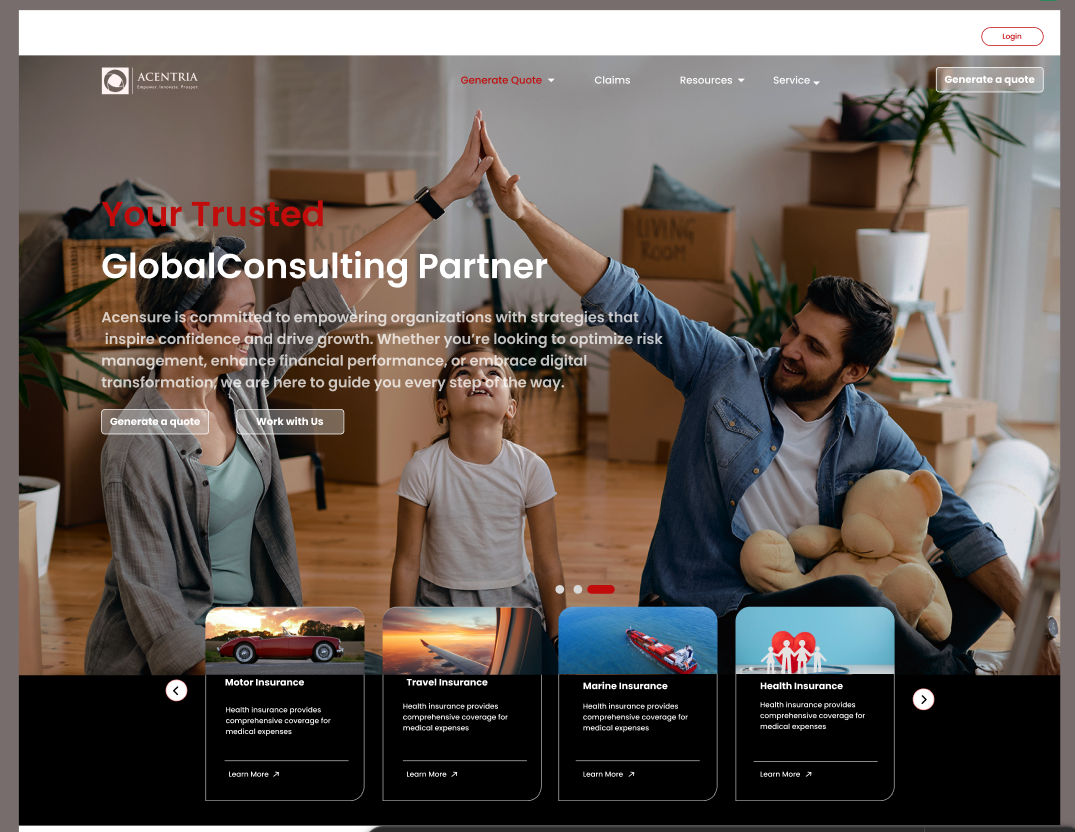 Login
ACENTRIA
Empower. Innovate. Prosper.
Generate Quote
Claims
Resources
Service
Generate a quote
KITCHEN
LIVING
ROOM
Your Trusted
GlobalConsulting Partner
Acensure is committed to empowering organizations with strategies that
inspire confidence and drive growth. Whether you're looking to optimize risk
management, enhance financial performance, or embrace digital
transformation, we are here to guide you every step of the way.
Generate a quote
Work with Us
Motor Insurance
Health insurance provides
comprehensive coverage for
medical expenses
Learn More
Travel Insurance
Health insurance provides
comprehensive coverage for
medical expenses
Learn More
Marine Insurance
Health insurance provides
comprehensive coverage for
medical expenses
Learn More
Health Insurance
Health insurance provides
comprehensive coverage for
medical expenses
Learn More